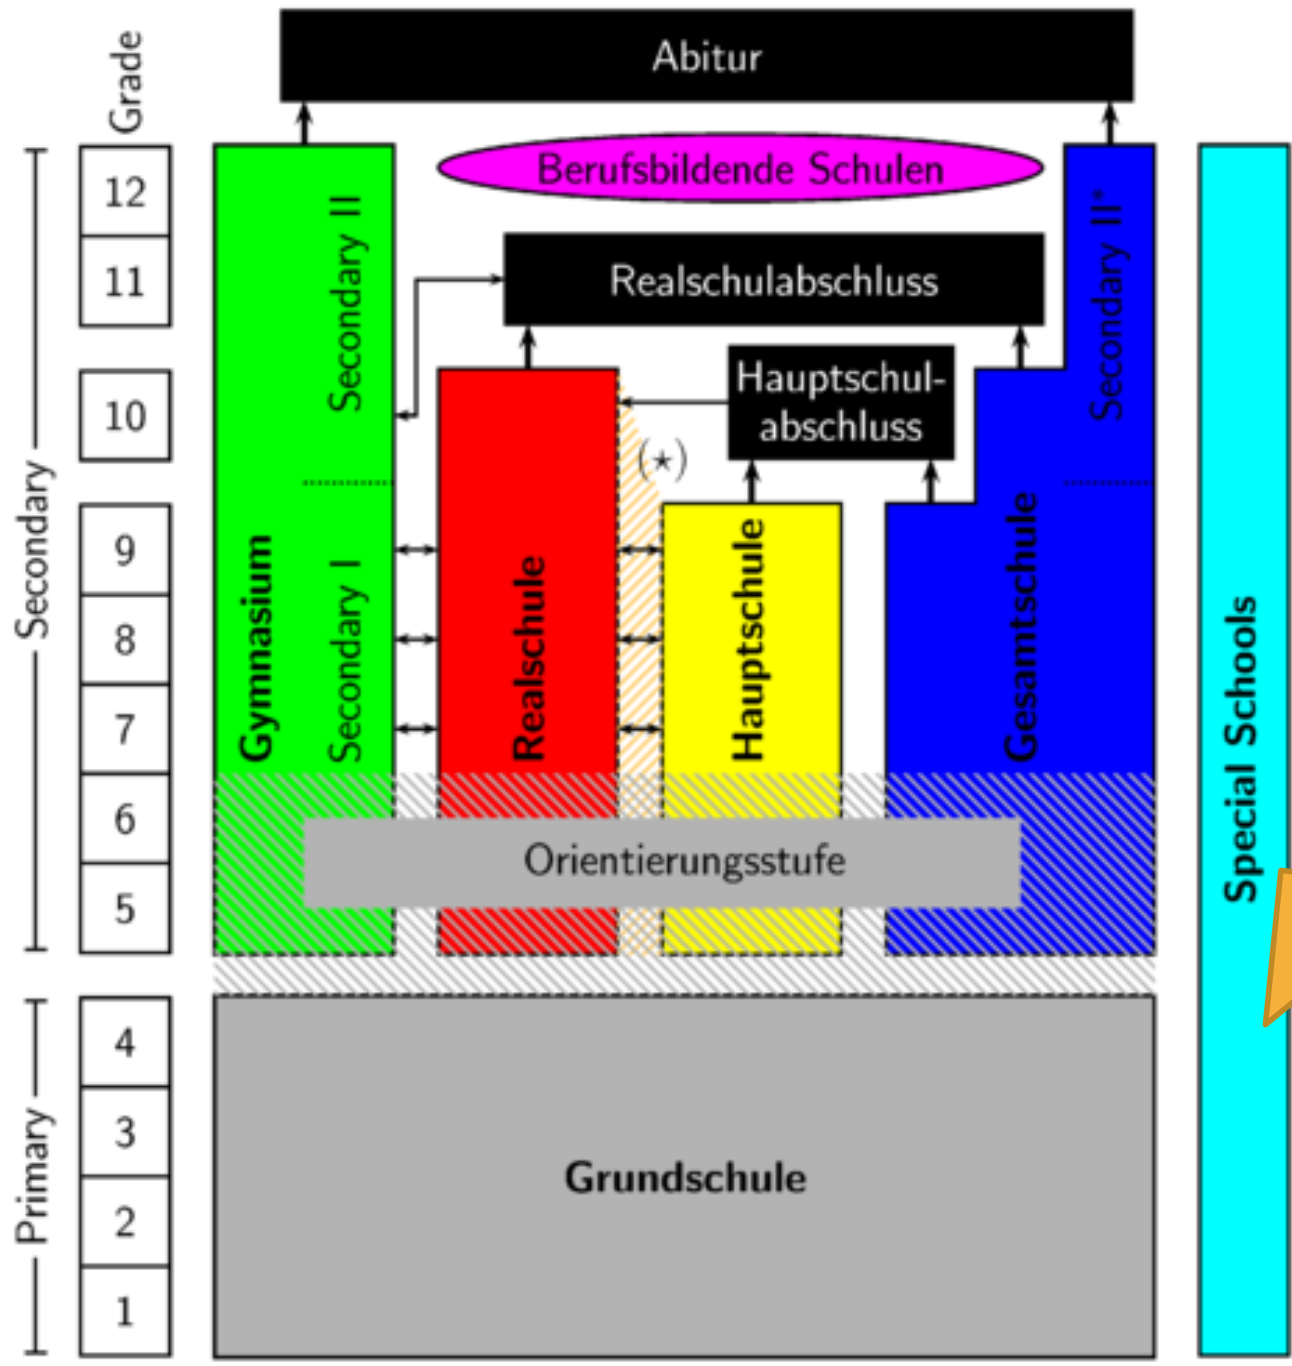 Grade
Abitur
Berufsbildende Schulen
12
11
10
9
8
7
6
5
4
3
2
1
Secondary
Primary
Realschulabschluss
Hauptschul-
abschluss
(⋆)
Secondary II
Secondary II*
Gymnasium
Secondary I
Realschule
Hauptschule
Gesamtschule
Special Schools
Orientierungsstufe
Grundschule